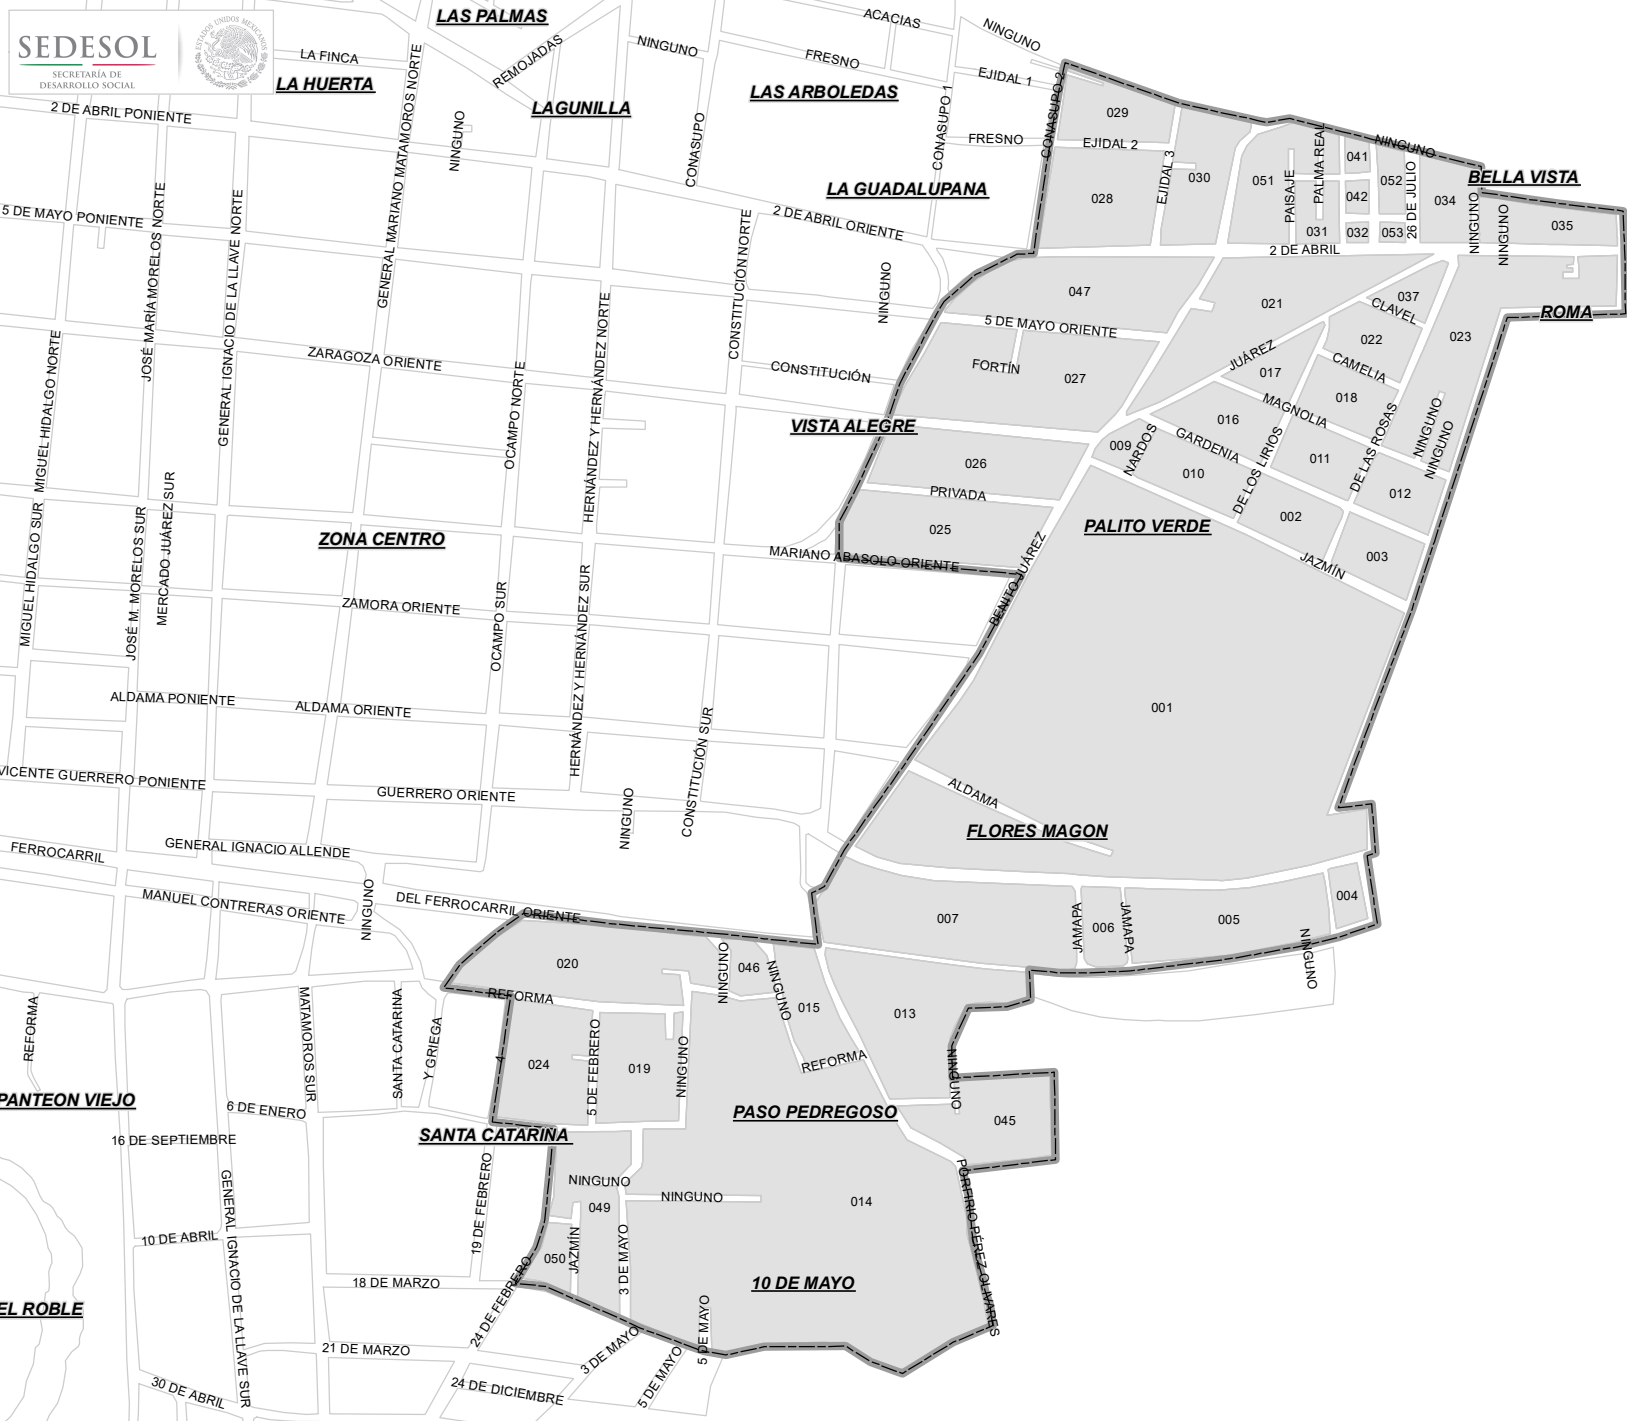 SEDESOL
SECRETARÍA DE
DESARROLLO SOCIAL
ESTADOS UNIDOS MEXICANOS
LAS PALMAS
ACACIAS
NINGUNO
LA FINCA
REMOJADAS
NINGUNO
FRESNO
EJIDAL 1
CONASUPO 2
LA HUERTA
LAGUNILLA
LAS ARBOLEDAS
029
2 DE ABRIL PONIENTE
GENERAL MARIANO MATAMOROS NORTE
NINGUNO
CONASUPO
CONASUPO 1
FRESNO
EJIDAL 2
EJIDAL 3
PALMA REAL
NINGUNO
041
BELLA VISTA
LA GUADALUPANA
028
030
051
PAISAJE
042
052
26 DE JULIO
034
NINGUNO
NINGUNO
035
5 DE MAYO PONIENTE
JOSÉ MARÍA MORELOS NORTE
GENERAL IGNACIO DE LA LLAVE NORTE
2 DE ABRIL ORIENTE
031
032
053
2 DE ABRIL
CONSTITUCIÓN NORTE
NINGUNO
047
021
037
CLAVEL
ROMA
5 DE MAYO ORIENTE
HERNÁNDEZ Y HERNÁNDEZ NORTE
022
023
MIGUEL HIDALGO NORTE
ZARAGOZA ORIENTE
OCAMPO NORTE
CONSTITUCIÓN
FORTÍN
027
JUÁREZ
017
CAMELIA
018
MAGNOLIA
VISTA ALEGRE
016
009
NARDOS
GARDENIA
DE LOS LIRIOS
DE LAS ROSAS
NINGUNO
NINGUNO
026
010
011
012
PRIVADA
025
002
003
JAZMÍN
PALITO VERDE
MIGUEL HIDALGO SUR
JOSÉ M. MORELOS SUR
MERCADO JUÁREZ SUR
ZONA CENTRO
MARIANO ABASOLO ORIENTE
BENITO JUÁREZ
ZAMORA ORIENTE
OCAMPO SUR
HERNÁNDEZ Y HERNÁNDEZ SUR
ALDAMA PONIENTE
ALDAMA ORIENTE
CONSTITUCIÓN SUR
001
VICENTE GUERRERO PONIENTE
GUERRERO ORIENTE
NINGUNO
ALDAMA
FLORES MAGON
FERROCARRIL
GENERAL IGNACIO ALLENDE
MANUEL CONTRERAS ORIENTE
NINGUNO
DEL FERROCARRIL ORIENTE
007
JAMAPA
006
JAMAPA
005
004
NINGUNO
020
NINGUNO
046
NINGUNO
REFORMA
015
013
REFORMA
MATAMOROS SUR
SANTA CATARINA
Y GRIEGA
4
024
5 DE FEBRERO
019
NINGUNO
REFORMA
NINGUNO
PANTEON VIEJO
6 DE ENERO
SANTA CATARINA
PASO PEDREGOSO
045
16 DE SEPTIEMBRE
GENERAL IGNACIO DE LA LLAVE SUR
19 DE FEBRERO
NINGUNO
NINGUNO
049
014
PORFIRIO PÉREZ OLIVARES
10 DE ABRIL
050
JAZMÍN
3 DE MAYO
18 DE MARZO
24 DE FEBRERO
10 DE MAYO
EL ROBLE
21 DE MARZO
3 DE MAYO
5 DE MAYO
5 DE MAYO
30 DE ABRIL
24 DE DICIEMBRE